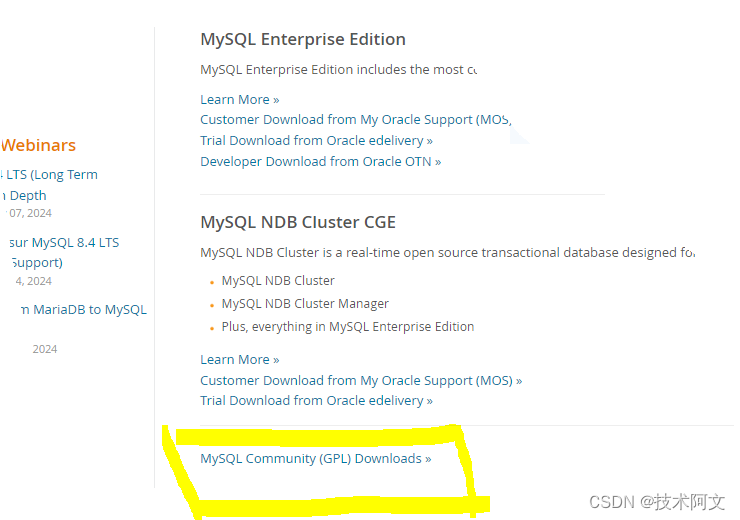 MySQL Enterprise Edition
MySQL Enterprise Edition includes the most
Learn More »
Customer Download from My Oracle Support (MOS)
Trial Download from Oracle edelivery »
Developer Download from Oracle OTN »
MySQL NDB Cluster CGE
MySQL NDB Cluster is a real-time open source transactional database designed for
• MySQL NDB Cluster
• MySQL NDB Cluster Manager
• Plus, everything in MySQL Enterprise Edition
Learn More »
Customer Download from My Oracle Support (MOS) »
Trial Download from Oracle edelivery »
MySQL Community (GPL) Downloads »
Webinars
LTS (Long Term
Depth
07, 2024
sur MySQL 8.4 LTS
Support)
4, 2024
MariaDB to MySQL
2024
CSDN @技术阿文